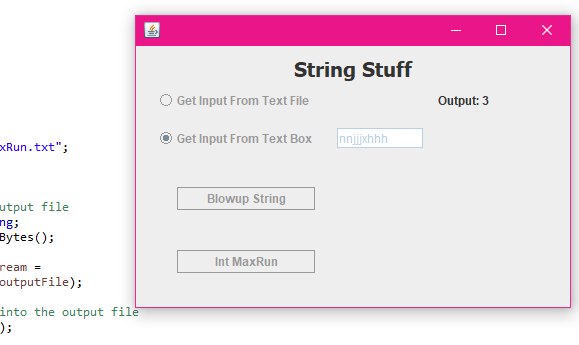 String Stuff
Get Input From Text File
Output: 3
xRun.txt";
Get Input From Text Box
nnjjjxhhh
Blowup String
utput file
ng;
Bytes();
Int MaxRun
ream =
outputFile);
into the output file
);